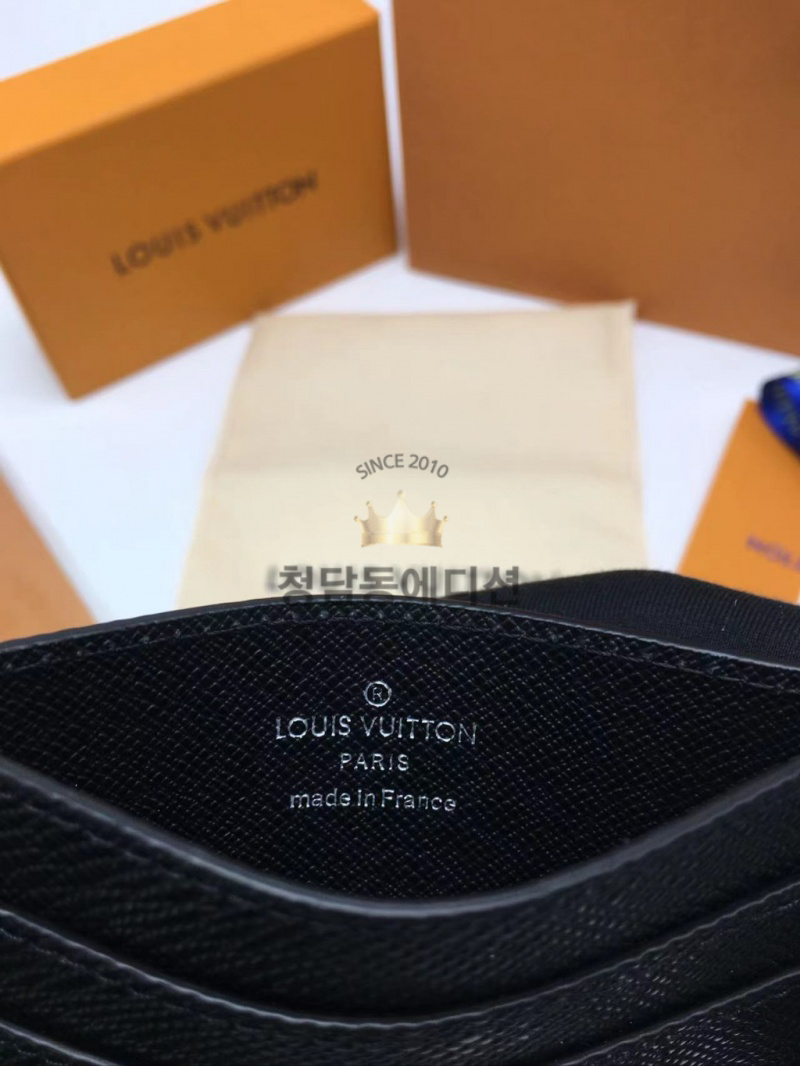 LOUIS VUITTON
SINCE 2010
청담동에디션
®
LOUIS VUITTON
PARIS
made in France